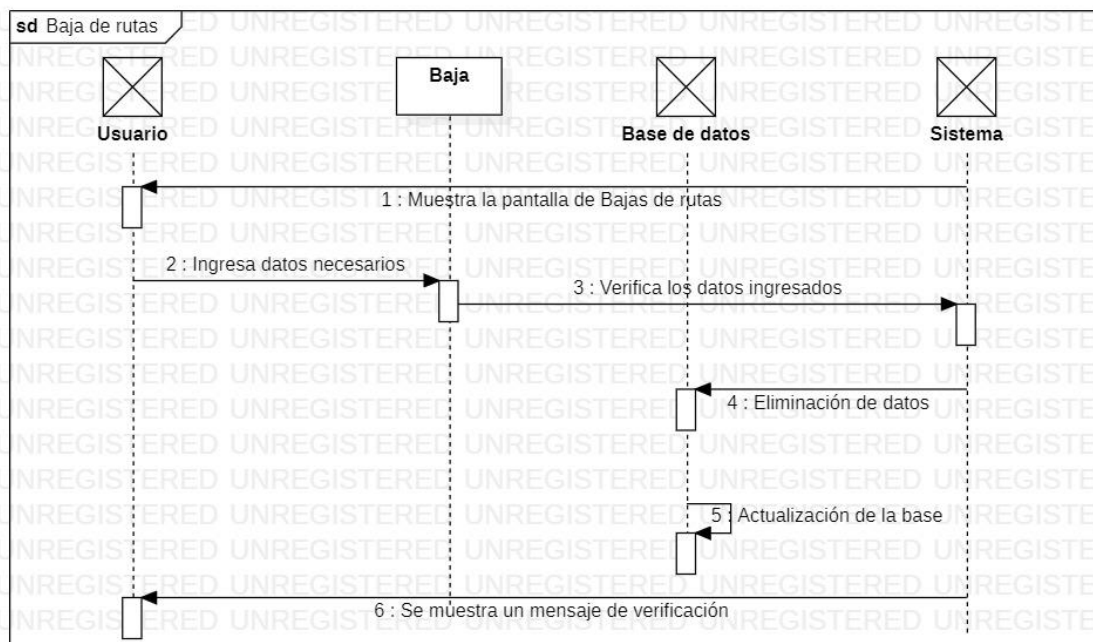 sd Baja de rutas
Baja
Usuario
Base de datos
Sistema
1 : Muestra la pantalla de Bajas de rutas
2 : Ingresa datos necesarios
3 : Verifica los datos ingresados
4 : Eliminación de datos
5 : Actualización de la base
6 : Se muestra un mensaje de verificación
UNREGISTERED